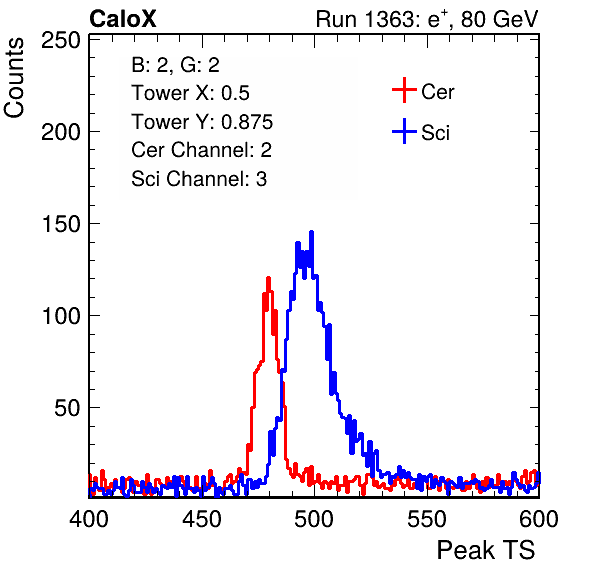 CaloX Run 1363: e⁺, 80 GeV
Counts
250
200
150
100
50
B: 2, G: 2
Tower X: 0.5
Tower Y: 0.875
Cer Channel: 2
Sci Channel: 3
Cer
Sci
400 450 500 550 600
Peak TS